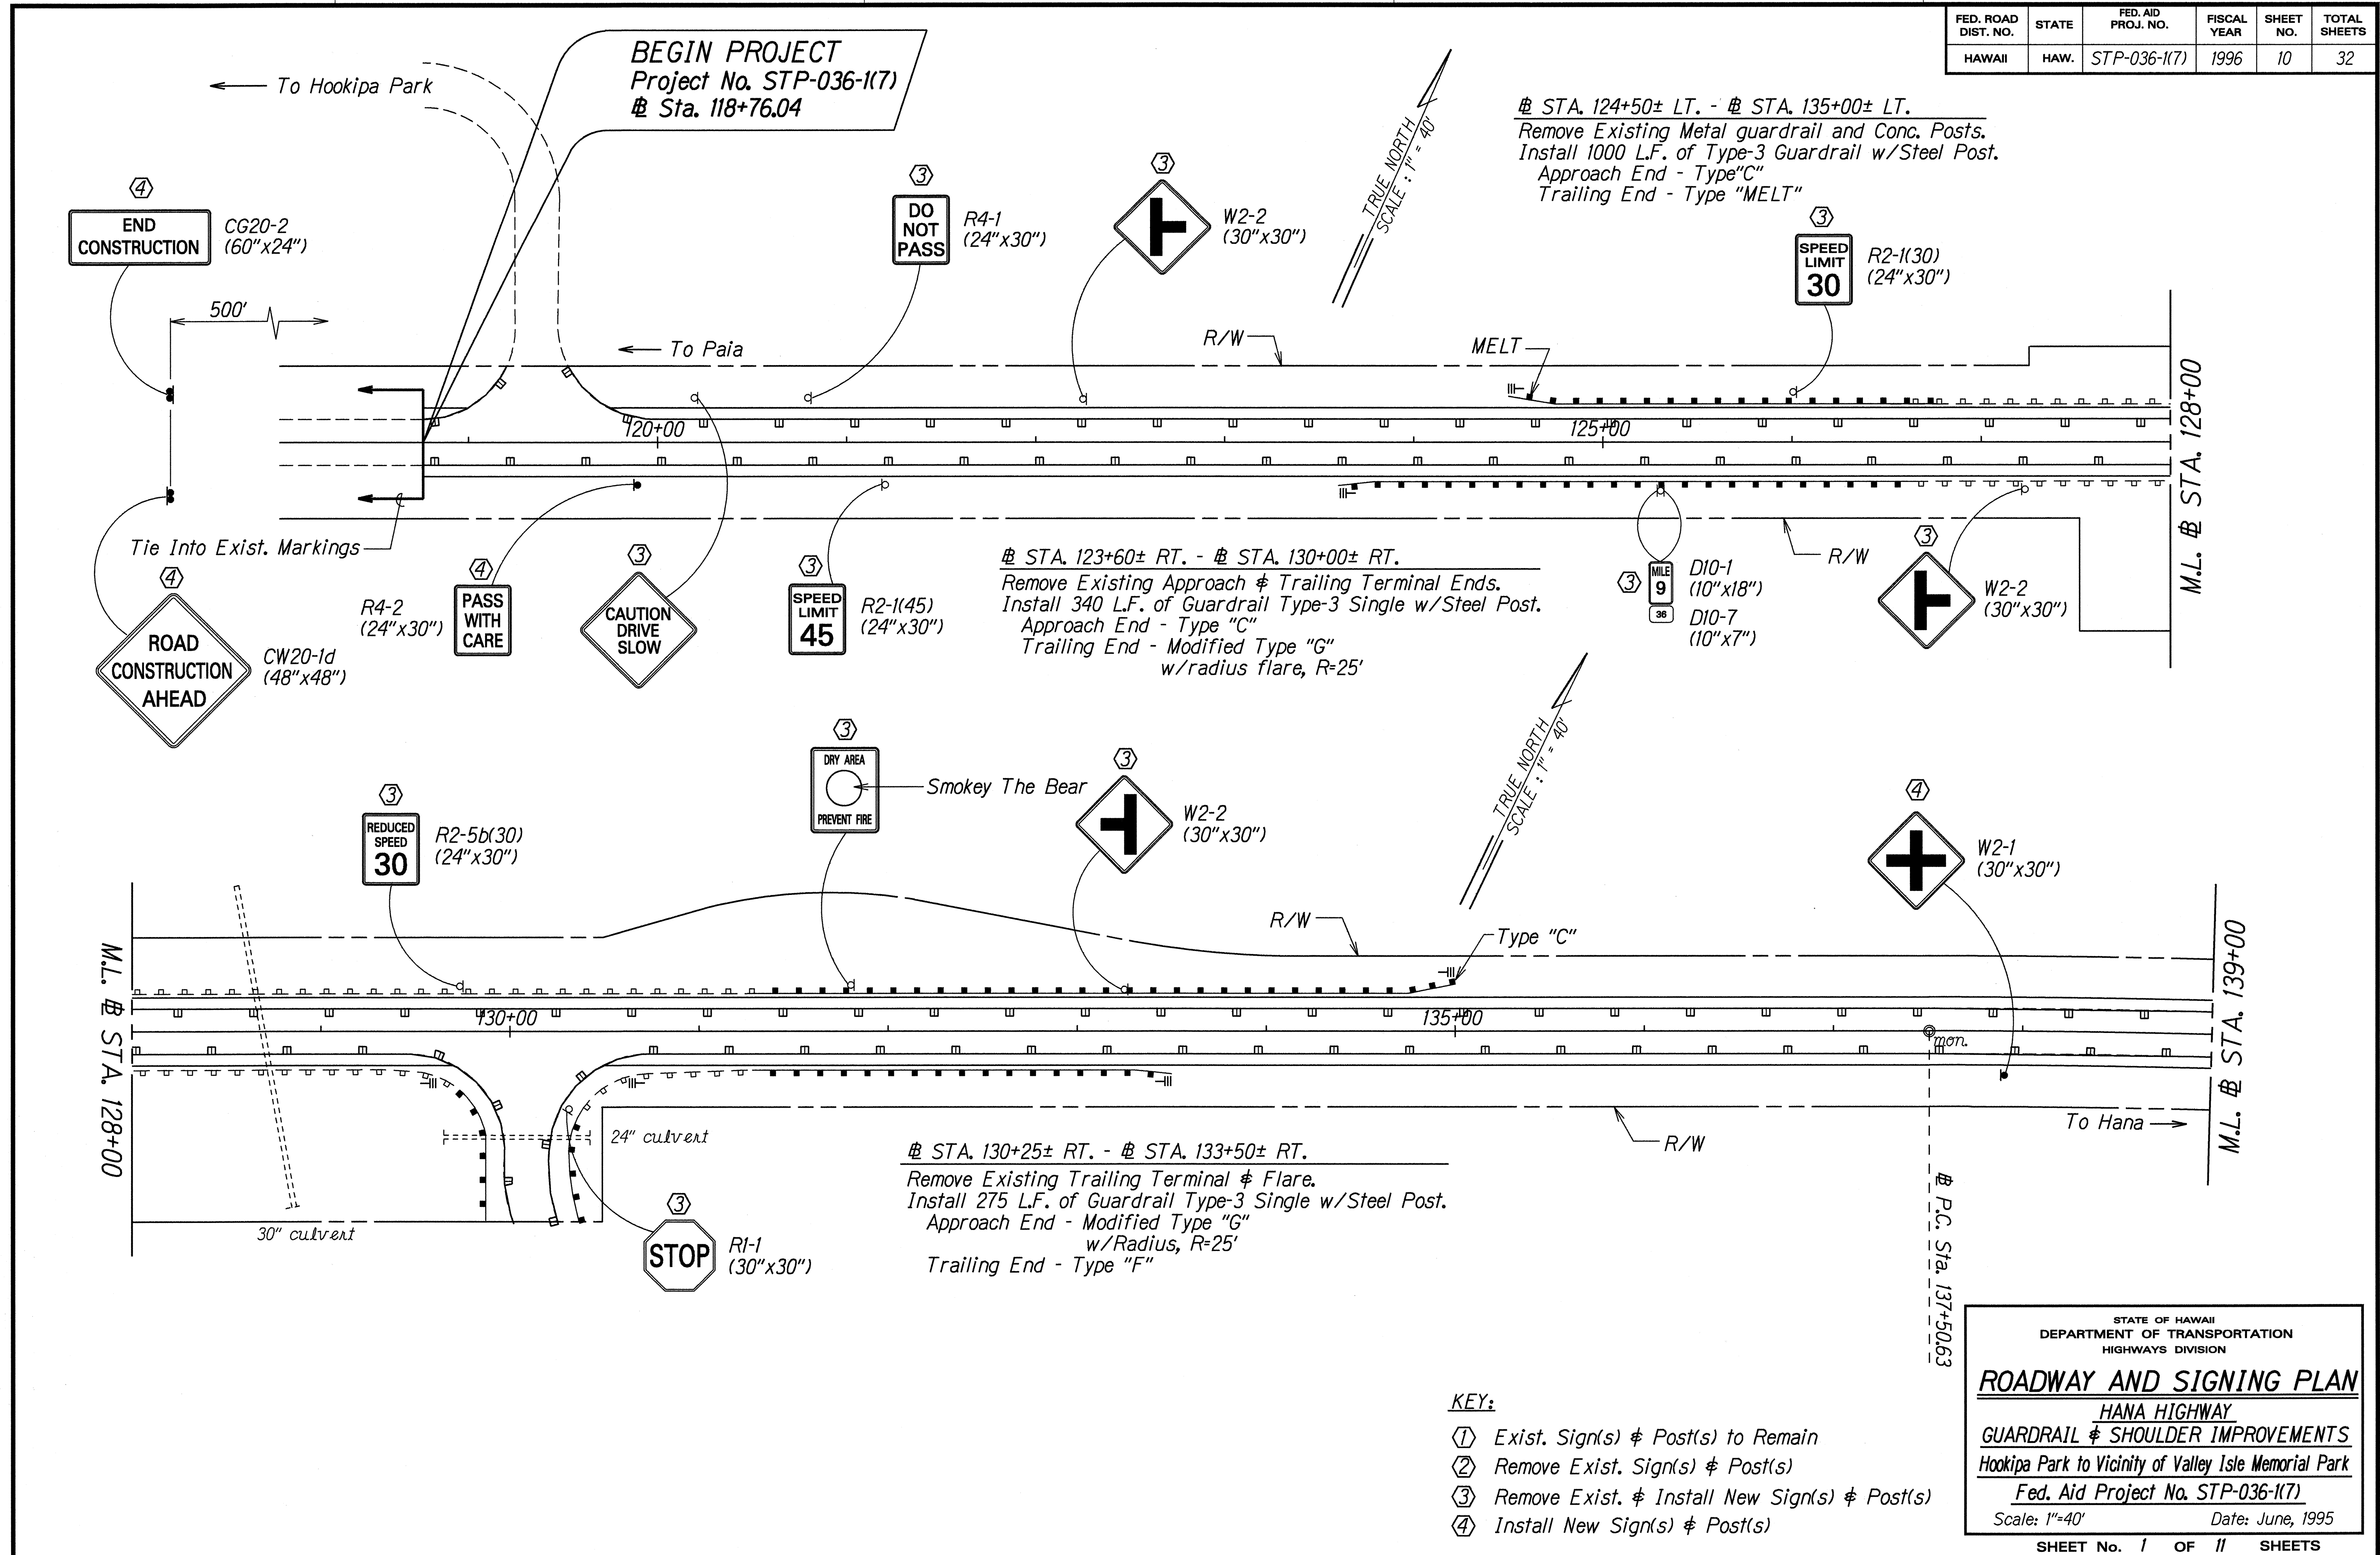 FED. ROAD DIST. NO.
STATE
FED. AID PROJ. NO.
FISCAL YEAR
SHEET NO.
TOTAL SHEETS
HAWAII
HAW.
STP-036-1(7)
1996
10
32
BEGIN PROJECT
Project No. STP-036-1(7)
℄ Sta. 118+76.04
To Hookipa Park
TRUE NORTH
SCALE : 1" = 40'
℄ STA. 124+50± LT. - ℄ STA. 135+00± LT.
Remove Existing Metal guardrail and Conc. Posts.
Install 1000 L.F. of Type-3 Guardrail w/Steel Post.
Approach End - Type"C"
Trailing End - Type "MELT"
4
END
CONSTRUCTION
CG20-2
(60"x24")
3
DO
NOT
PASS
R4-1
(24"x30")
3
W2-2
(30"x30")
3
SPEED
LIMIT
30
R2-1(30)
(24"x30")
500'
To Paia
R/W
MELT
120+00
125+00
M.L. ℄ STA. 128+00
Tie Into Exist. Markings
R/W
4
ROAD
CONSTRUCTION
AHEAD
CW20-1d
(48"x48")
R4-2
(24"x30")
4
PASS
WITH
CARE
3
CAUTION
DRIVE
SLOW
3
SPEED
LIMIT
45
R2-1(45)
(24"x30")
℄ STA. 123+60± RT. - ℄ STA. 130+00± RT.
Remove Existing Approach & Trailing Terminal Ends.
Install 340 L.F. of Guardrail Type-3 Single w/Steel Post.
Approach End - Type "C"
Trailing End - Modified Type "G"
w/radius flare, R=25'
3
MILE
9
36
D10-1
(10"x18")
D10-7
(10"x7")
3
W2-2
(30"x30")
3
REDUCED
SPEED
30
R2-5b(30)
(24"x30")
3
DRY AREA
PREVENT FIRE
Smokey The Bear
3
W2-2
(30"x30")
TRUE NORTH
SCALE : 1" = 40'
4
W2-1
(30"x30")
R/W
Type "C"
M.L. ℄ STA. 128+00
130+00
135+00
mon.
M.L. ℄ STA. 139+00
To Hana
24" culvert
30" culvert
R/W
3
STOP
R1-1
(30"x30")
℄ STA. 130+25± RT. - ℄ STA. 133+50± RT.
Remove Existing Trailing Terminal & Flare.
Install 275 L.F. of Guardrail Type-3 Single w/Steel Post.
Approach End - Modified Type "G"
w/Radius, R=25'
Trailing End - Type "F"
℄ P.C. Sta. 137+50.63
KEY:
1 Exist. Sign(s) & Post(s) to Remain
2 Remove Exist. Sign(s) & Post(s)
3 Remove Exist. & Install New Sign(s) & Post(s)
4 Install New Sign(s) & Post(s)
STATE OF HAWAII
DEPARTMENT OF TRANSPORTATION
HIGHWAYS DIVISION
ROADWAY AND SIGNING PLAN
HANA HIGHWAY
GUARDRAIL & SHOULDER IMPROVEMENTS
Hookipa Park to Vicinity of Valley Isle Memorial Park
Fed. Aid Project No. STP-036-1(7)
Scale: 1"=40' Date: June, 1995
SHEET No. 1 OF 11 SHEETS